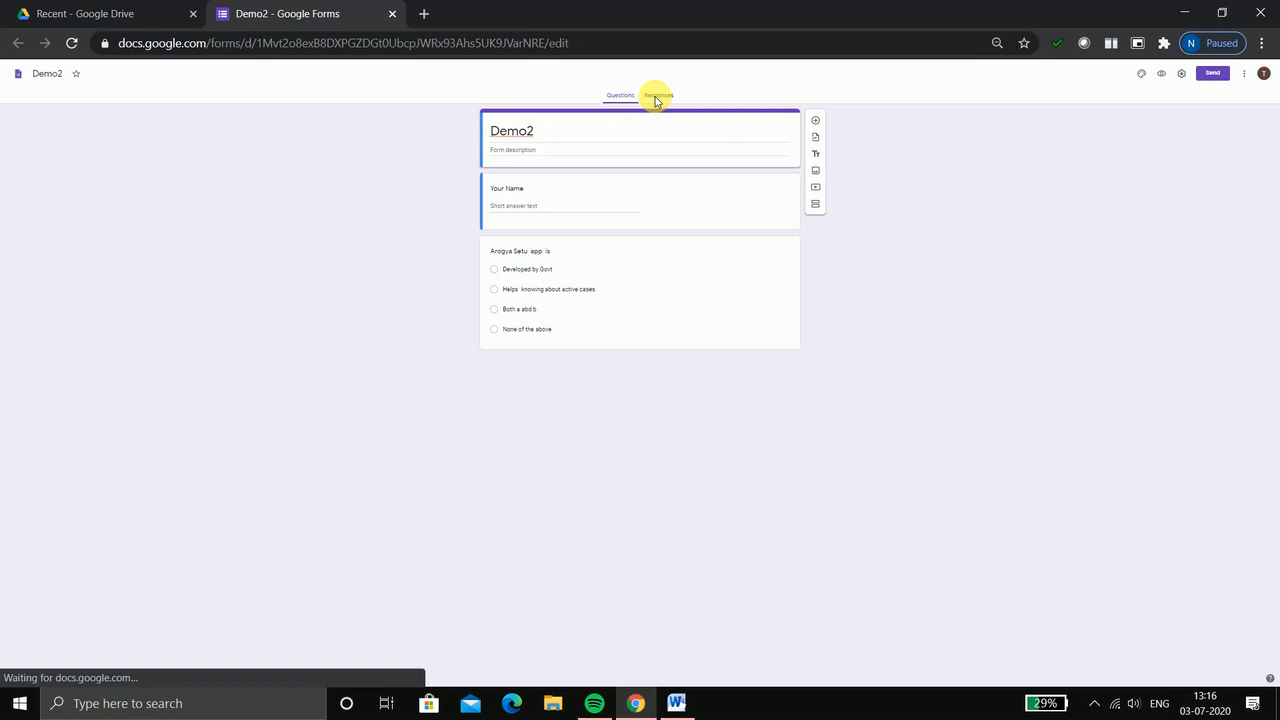 Recent - Google Drive
Demo2 - Google Forms
docs.google.com/forms/d/1Mvt2o8exB8DXPGZDGt0UbcpJWRx93Ahs5UK9JVarNRE/edit
N Paused
Demo2
Send
T
Questions
Responses
Demo2
Form description
Tт
Your Name
Short answer text
Arogya Setu app is
Developed by Govt
Helps knowing about active cases
Both a abd b
None of the above
Waiting for docs.google.com...
Type here to search
29%
ENG
13:16
03-07-2020